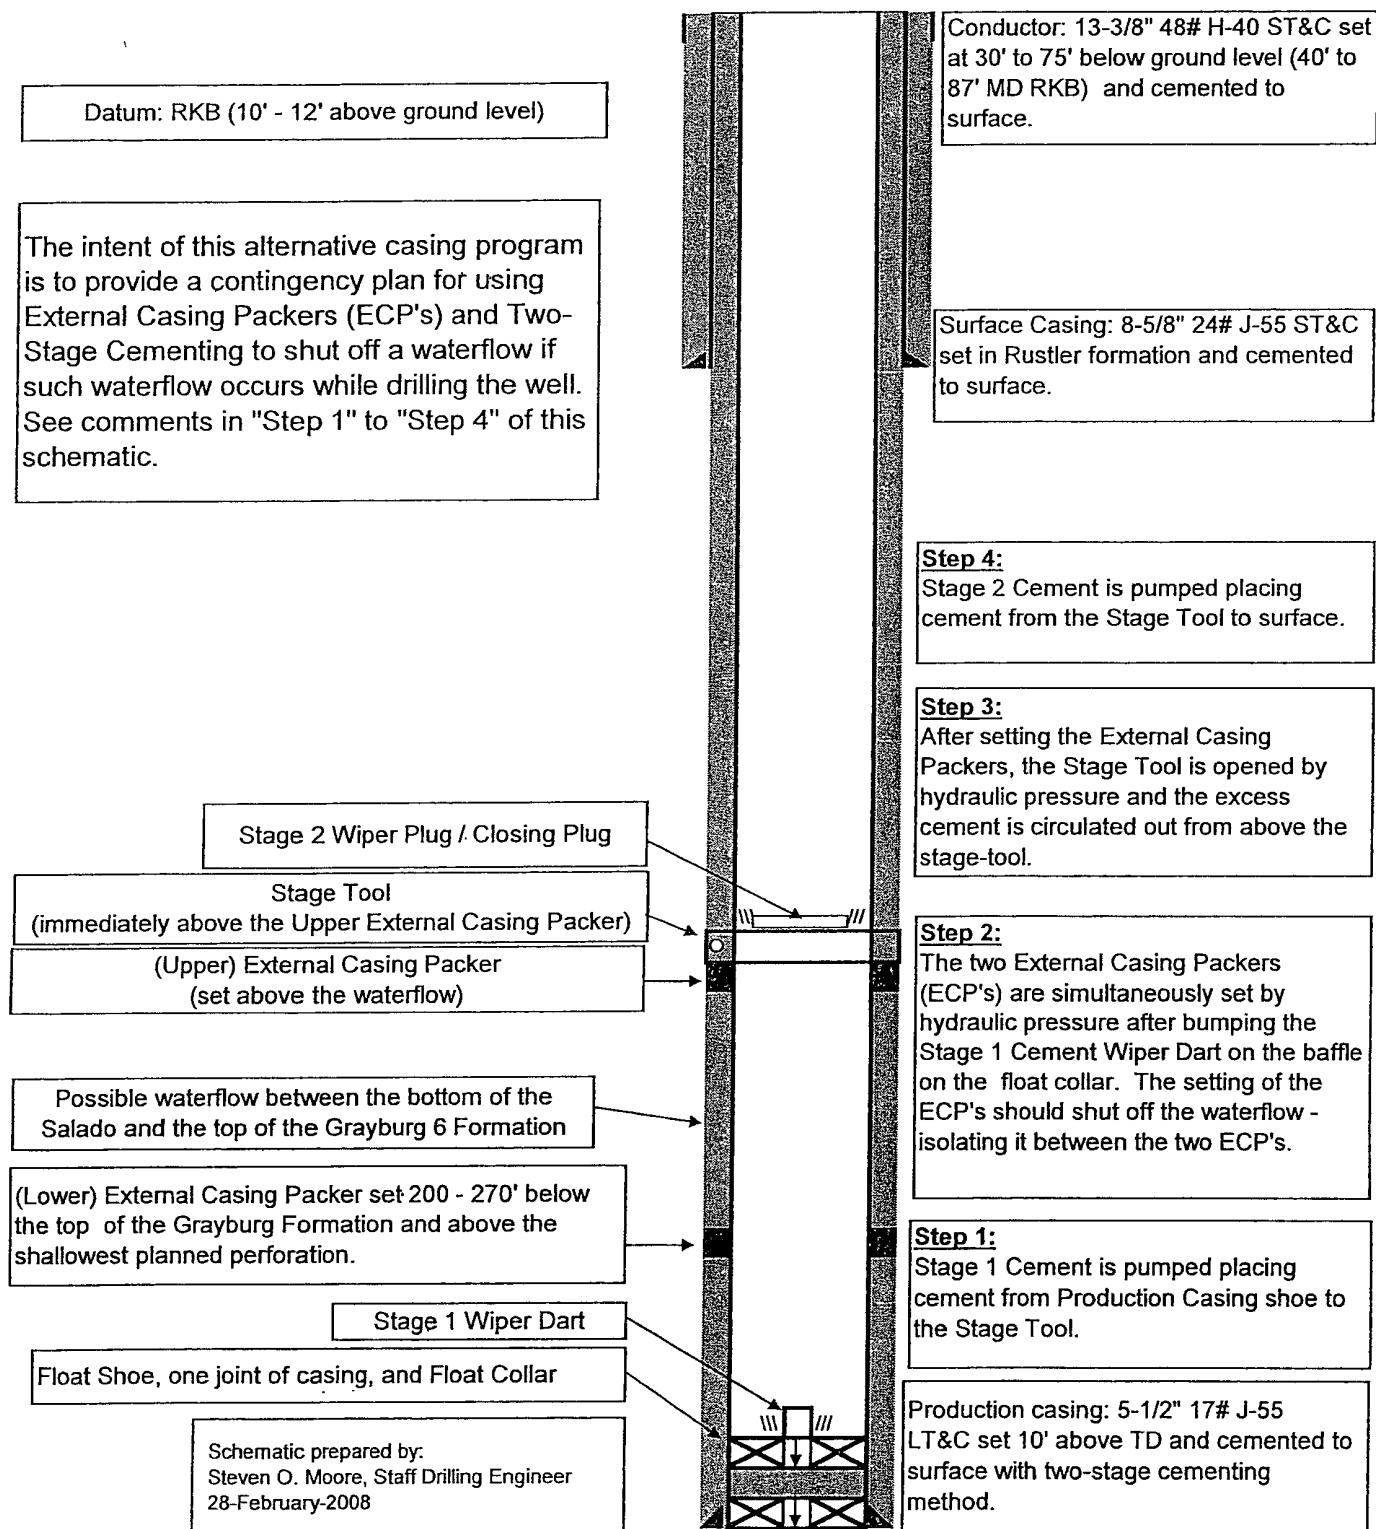 Datum: RKB (10' - 12' above ground level)
The intent of this alternative casing program
is to provide a contingency plan for using
External Casing Packers (ECP's) and Two-
Stage Cementing to shut off a waterflow if
such waterflow occurs while drilling the well.
See comments in "Step 1" to "Step 4" of this
schematic.
Conductor: 13-3/8" 48# H-40 ST&C set
at 30' to 75' below ground level (40' to
87' MD RKB) and cemented to
surface.
Surface Casing: 8-5/8" 24# J-55 ST&C
set in Rustler formation and cemented
to surface.
Step 4:
Stage 2 Cement is pumped placing
cement from the Stage Tool to surface.
Step 3:
After setting the External Casing
Packers, the Stage Tool is opened by
hydraulic pressure and the excess
cement is circulated out from above the
stage-tool.
Stage 2 Wiper Plug / Closing Plug
Stage Tool
(immediately above the Upper External Casing Packer)
(Upper) External Casing Packer
(set above the waterflow)
Step 2:
The two External Casing Packers
(ECP's) are simultaneously set by
hydraulic pressure after bumping the
Stage 1 Cement Wiper Dart on the baffle
on the float collar. The setting of the
ECP's should shut off the waterflow -
isolating it between the two ECP's.
Possible waterflow between the bottom of the
Salado and the top of the Grayburg 6 Formation
(Lower) External Casing Packer set 200 - 270' below
the top of the Grayburg Formation and above the
shallowest planned perforation.
Step 1:
Stage 1 Cement is pumped placing
cement from Production Casing shoe to
the Stage Tool.
Stage 1 Wiper Dart
Float Shoe, one joint of casing, and Float Collar
Production casing: 5-1/2" 17# J-55
LT&C set 10' above TD and cemented to
surface with two-stage cementing
method.
Schematic prepared by:
Steven O. Moore, Staff Drilling Engineer
28-February-2008